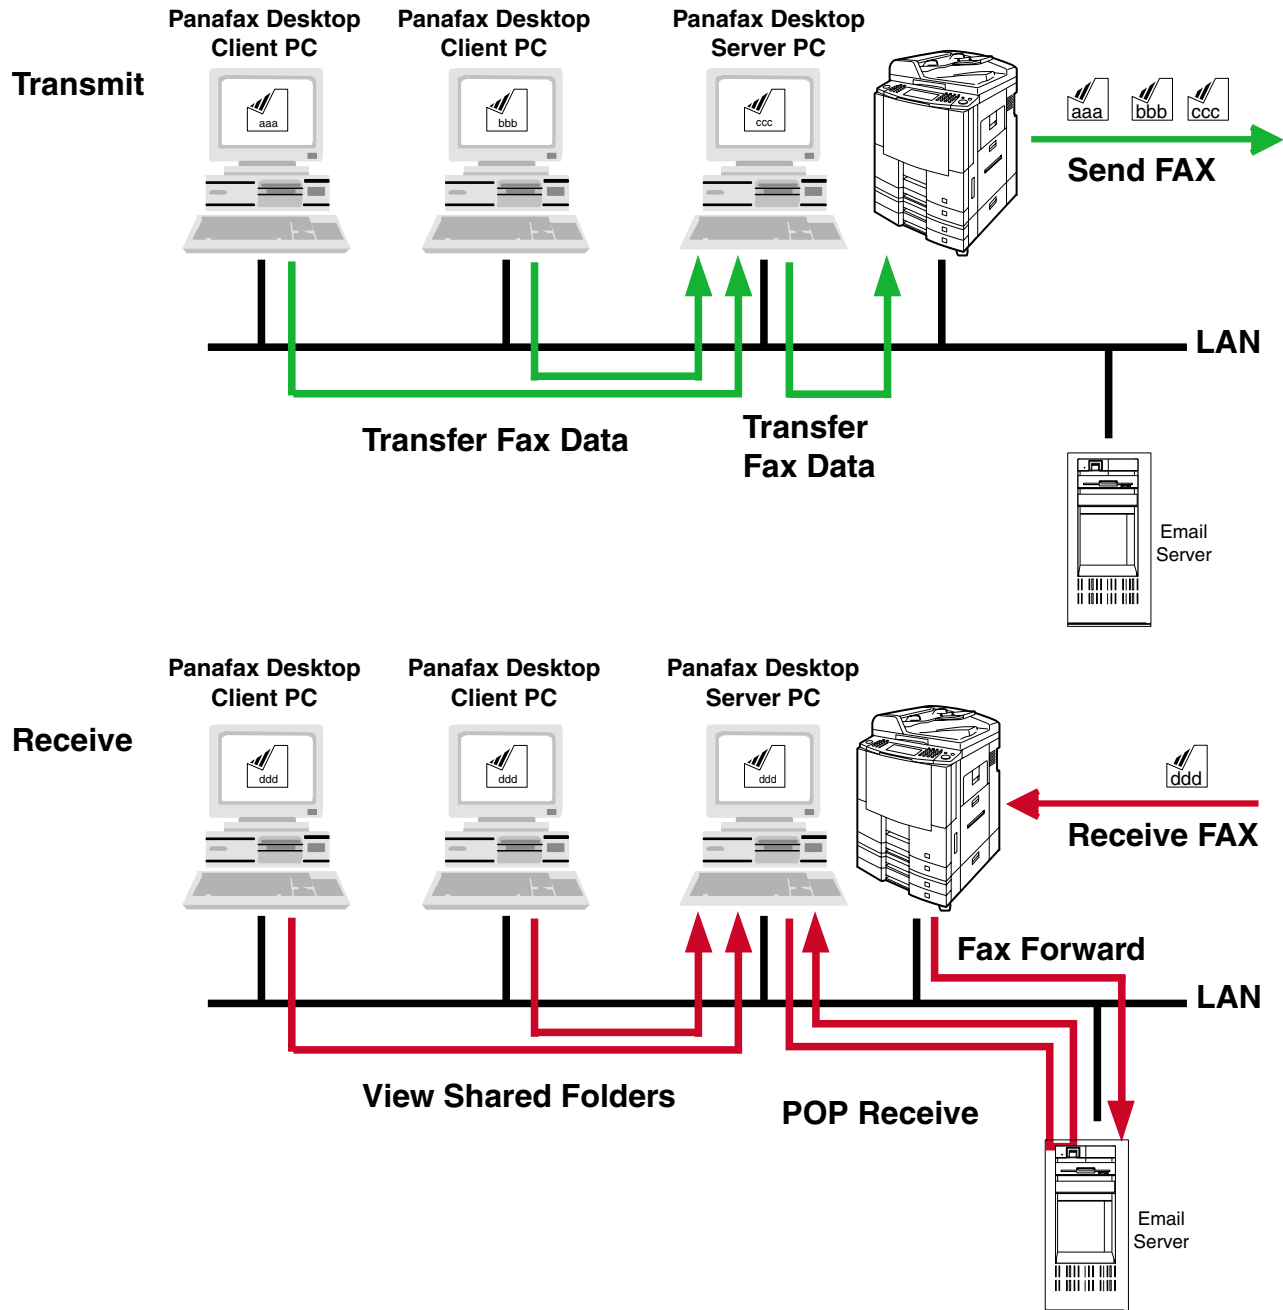 Panafax Desktop
Client PC
Panafax Desktop
Client PC
Panafax Desktop
Server PC
Transmit
aaa
bbb
ccc
aaa
bbb
ccc
Send FAX
LAN
Transfer Fax Data
Transfer
Fax Data
Email
Server
Panafax Desktop
Client PC
Panafax Desktop
Client PC
Panafax Desktop
Server PC
Receive
ddd
ddd
ddd
ddd
Receive FAX
Fax Forward
LAN
View Shared Folders
POP Receive
Email
Server